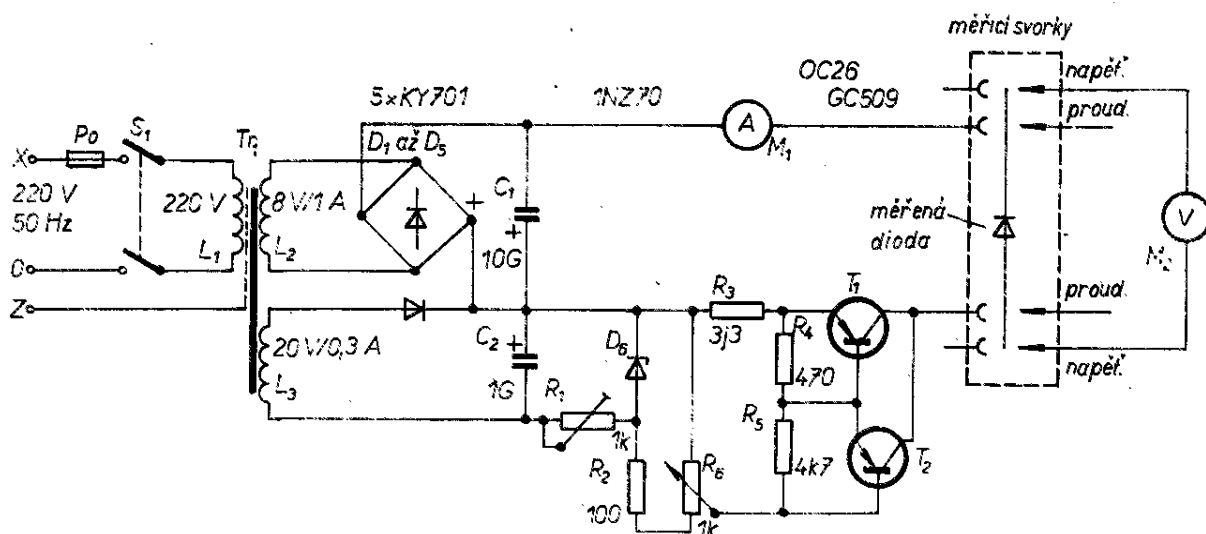 měřicí svorky
OC26
GC509
napěť.
proud.
5xKY701
1NZ70
Po
S1
Tr1
D1 až D5
A
M1
X
220 V
50 Hz
220 V
8 V/1 A
L1
L2
+
C1
+
10G
měřená
dioda
V
M2
0
Z
proud.
napěť.
20 V/0,3 A
L3
C2
+
1G
D6
R1
1k
R2
100
R6
1k
R3
3j3
R4
470
R5
4k7
T1
T2